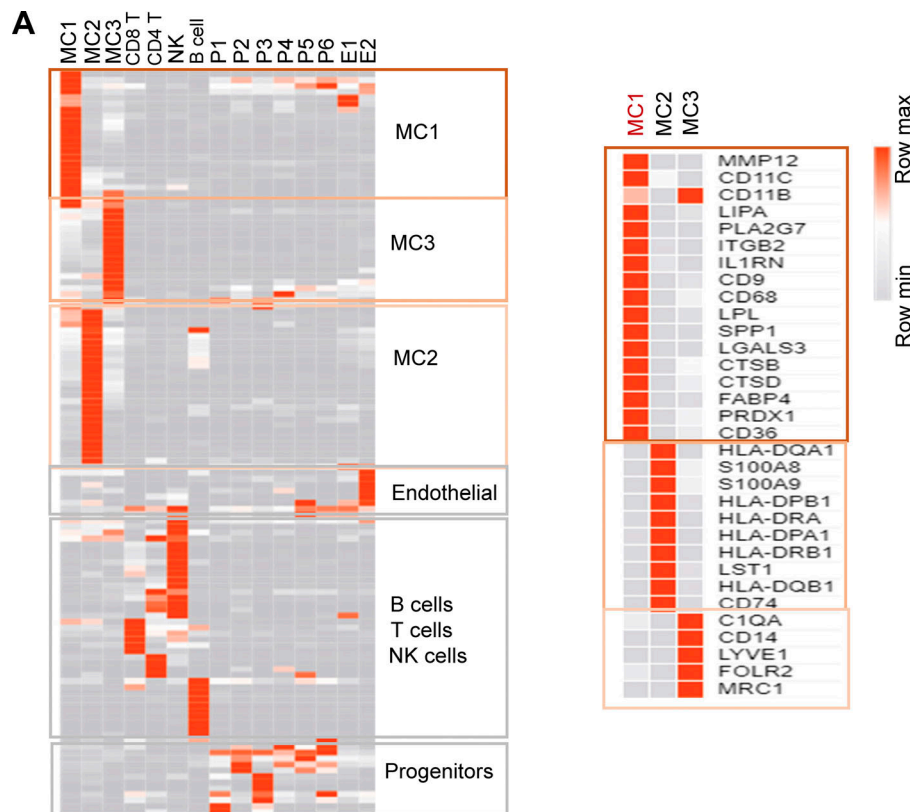 A
MC1
MC2
MC3
CD8 T
CD4 T
NK
B cell
P1
P2
P3
P4
P5
P6
E1
E2
MC1
MC3
MC2
Endothelial
B cells
T cells
NK cells
Progenitors
MC1
MC2
MC3
MMP12
CD11C
CD11B
LIPA
PLA2G7
ITGB2
IL1RN
CD9
CD68
LPL
SPP1
LGALS3
CTSB
CTSD
FABP4
PRDX1
CD36
HLA-DQA1
S100A8
S100A9
HLA-DPB1
HLA-DRA
HLA-DPA1
HLA-DRB1
LST1
HLA-DQB1
CD74
C1QA
CD14
LYVE1
FOLR2
MRC1
Row max
Row min